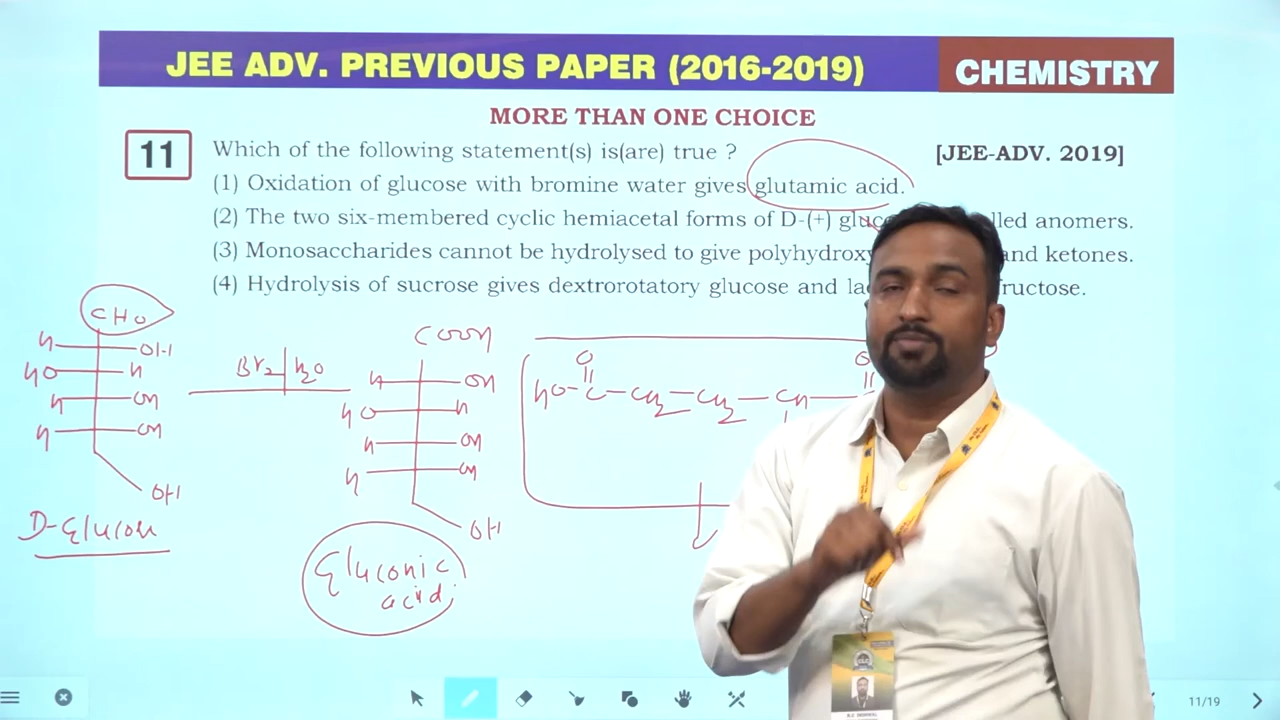 JEE ADV. PREVIOUS PAPER (2016-2019)
CHEMISTRY
MORE THAN ONE CHOICE
11
Which of the following statement(s) is(are) true ?
[JEE-ADV. 2019]
(1) Oxidation of glucose with bromine water gives glutamic acid.
(2) The two six-membered cyclic hemiacetal forms of D-(+) gluc lled anomers.
(3) Monosaccharides cannot be hydrolysed to give polyhydroxy and ketones.
(4) Hydrolysis of sucrose gives dextrorotatory glucose and la fructose.
CHO
H OH
HO H
H OH
H OH
OH
D-Glucose
Br2 H2O
COOH
H OH
HO H
H OH
H OH
OH
Gluconic
acid
O O
HO-C-CH2-CH2-CH-
11/19